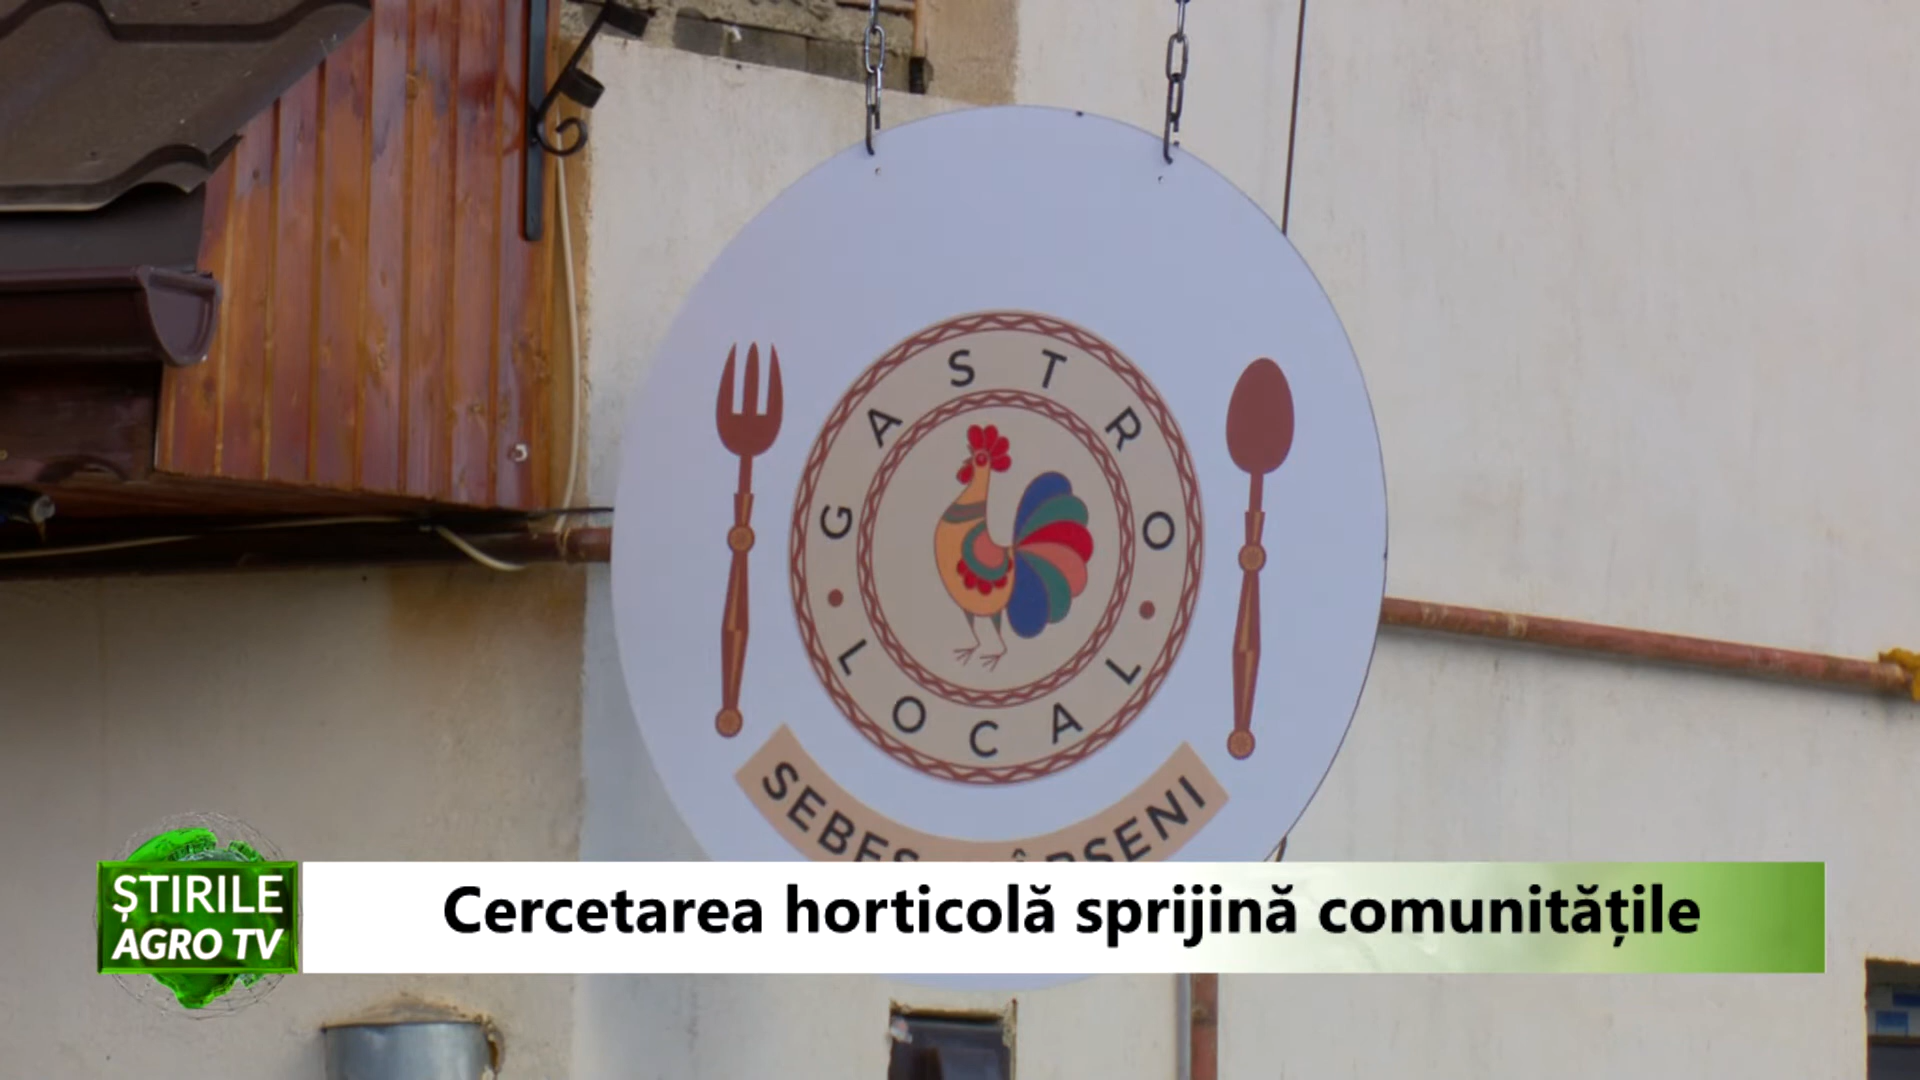 GASTRO
LOCAL
ȘTIRILE
AGRO TV
Cercetarea horticolă sprijină comunitățile